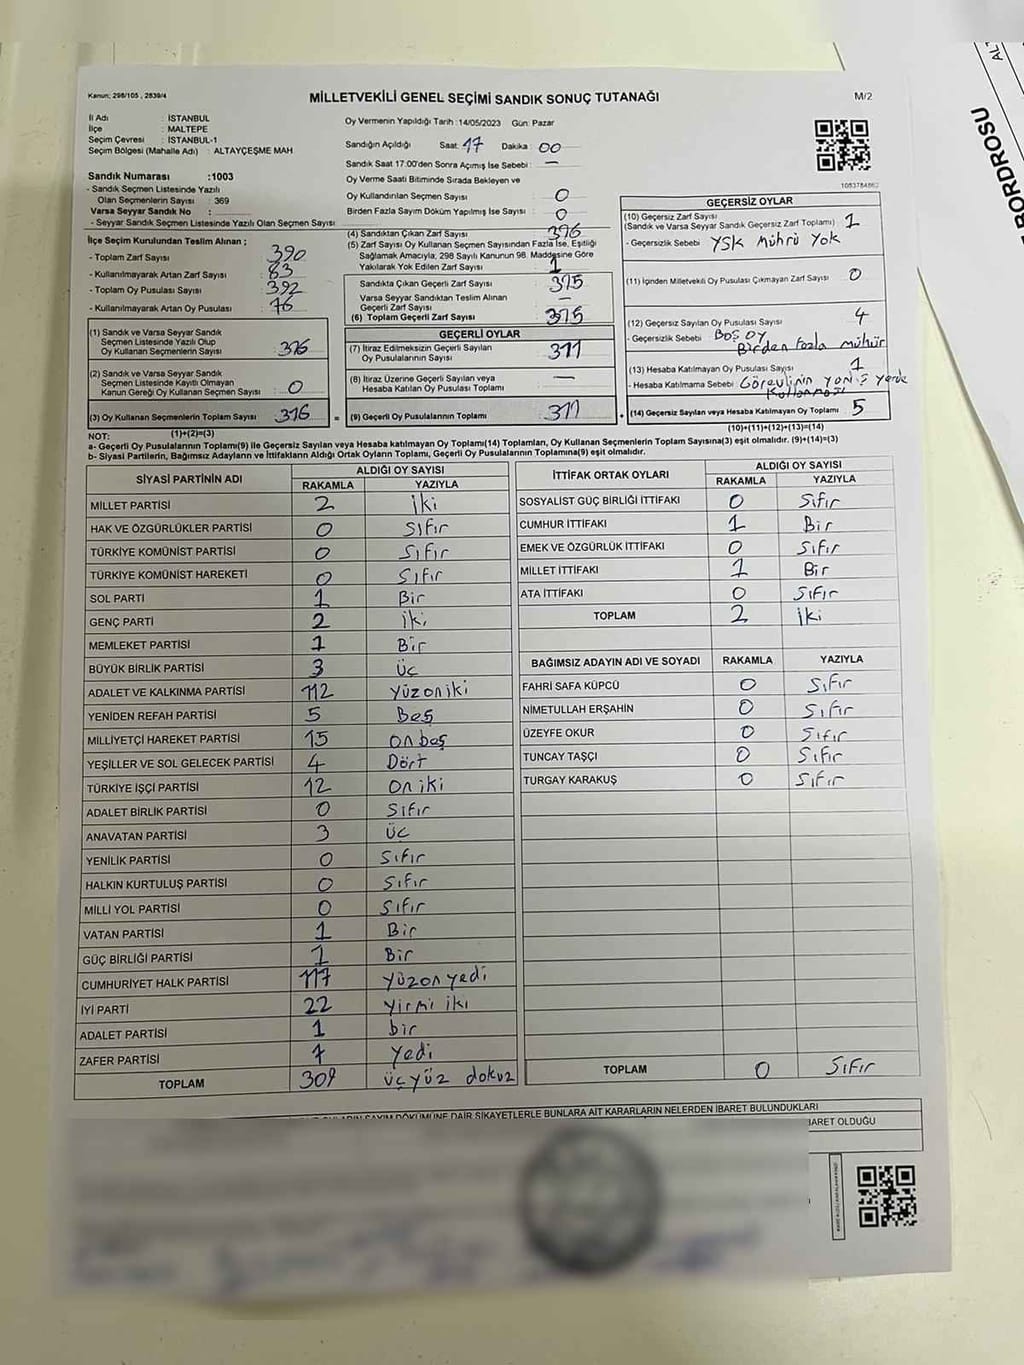 Kanun: 298/105 , 2839/4
MİLLETVEKİLİ GENEL SEÇİMİ SANDIK SONUÇ TUTANAĞI
M/2
İl Adı : İSTANBUL
İlçe : MALTEPE
Seçim Çevresi : İSTANBUL-1
Seçim Bölgesi (Mahalle Adı) : ALTAYÇEŞME MAH
Sandık Numarası :1003
- Sandık Seçmen Listesinde Yazılı
Olan Seçmenlerin Sayısı : 369
Varsa Seyyar Sandık No :
- Seyyar Sandık Seçmen Listesinde Yazılı Olan Seçmen Sayısı
Oy Vermenin Yapıldığı Tarih :14/05/2023 Gün: Pazar
Sandığın Açıldığı Saat: 17 Dakika : 00
Sandık Saat 17:00'den Sonra Açımış İse Sebebi : —
Oy Verme Saati Bitiminde Sırada Bekleyen ve
Oy Kullandırılan Seçmen Sayısı : 0
Birden Fazla Sayım Döküm Yapılmış İse Sayısı : 0
İlçe Seçim Kurulundan Teslim Alınan ;
- Toplam Zarf Sayısı : 390
- Kullanılmayarak Artan Zarf Sayısı : 83
- Toplam Oy Pusulası Sayısı : 392
- Kullanılmayarak Artan Oy Pusulası : 76
(1) Sandık ve Varsa Seyyar Sandık
Seçmen Listesinde Yazılı Olup
Oy Kullanan Seçmenlerin Sayısı : 316
(2) Sandık ve Varsa Seyyar Sandık
Seçmen Listesinde Kayıtlı Olmayan
Kanun Gereği Oy Kullanan Seçmen Sayısı : 0
(3) Oy Kullanan Seçmenlerin Toplam Sayısı : 316
(1)+(2)=(3)
(4) Sandıktan Çıkan Zarf Sayısı : 316
(5) Zarf Sayısı Oy Kullanan Seçmen Sayısından Fazla İse, Eşitliği
Sağlamak Amacıyla, 298 Sayılı Kanunun 98. Maddesine Göre
Yakılarak Yok Edilen Zarf Sayısı : 1
Sandıkta Çıkan Geçerli Zarf Sayısı : 315
Varsa Seyyar Sandıktan Teslim Alınan
Geçerli Zarf Sayısı : —
(6) Toplam Geçerli Zarf Sayısı : 315
GEÇERLİ OYLAR
(7) İtiraz Edilmeksizin Geçerli Sayılan
Oy Pusulalarının Sayısı : 311
(8) İtiraz Üzerine Geçerli Sayılan veya
Hesaba Katılan Oy Pusulası Toplamı : —
= (9) Geçerli Oy Pusulalarının Toplamı : 311
GEÇERSİZ OYLAR
(10) Geçersiz Zarf Sayısı
(Sandık ve Varsa Seyyar Sandık Geçersiz Zarf Toplamı) : 1
- Geçersizlik Sebebi : YSK Mührü Yok
(11) İçinden Milletvekili Oy Pusulası Çıkmayan Zarf Sayısı : 0
(12) Geçersiz Sayılan Oy Pusulası Sayısı : 4
- Geçersizlik Sebebi : Boş OY
Birden fazla mühür
(13) Hesaba Katılmayan Oy Pusulası Sayısı : 1
- Hesaba Katılmama Sebebi : Görevlinin yanlış yerde
kullanması
+ (14) Geçersiz Sayılan veya Hesaba Katılmayan Oy Toplamı : 5
(10)+(11)+(12)+(13)=(14)
NOT:
a- Geçerli Oy Pusulalarının Toplamı(9) ile Geçersiz Sayılan veya Hesaba katılmayan Oy Toplamı(14) Toplamları, Oy Kullanan Seçmenlerin Toplam Sayısına(3) eşit olmalıdır. (9)+(14)=(3)
b- Siyasi Partilerin, Bağımsız Adayların ve İttifakların Aldığı Ortak Oyların Toplamı, Geçerli Oy Pusulalarının Toplamına(9) eşit olmalıdır.
SİYASİ PARTİNİN ADI ALDIĞI OY SAYISI
RAKAMLA YAZIYLA
MİLLET PARTİSİ 2 iki
HAK VE ÖZGÜRLÜKLER PARTİSİ 0 Sıfır
TÜRKİYE KOMÜNİST PARTİSİ 0 Sıfır
TÜRKİYE KOMÜNİST HAREKETİ 0 Sıfır
SOL PARTİ 1 Bir
GENÇ PARTİ 2 iki
MEMLEKET PARTİSİ 1 Bir
BÜYÜK BİRLİK PARTİSİ 3 üç
ADALET VE KALKINMA PARTİSİ 112 yüzoniki
YENİDEN REFAH PARTİSİ 5 Beş
MİLLİYETÇİ HAREKET PARTİSİ 15 onbeş
YEŞİLLER VE SOL GELECEK PARTİSİ 4 Dört
TÜRKİYE İŞÇİ PARTİSİ 12 on iki
ADALET BİRLİK PARTİSİ 0 Sıfır
ANAVATAN PARTİSİ 3 üç
YENİLİK PARTİSİ 0 Sıfır
HALKIN KURTULUŞ PARTİSİ 0 Sıfır
MİLLİ YOL PARTİSİ 0 Sıfır
VATAN PARTİSİ 1 Bir
GÜÇ BİRLİĞİ PARTİSİ 1 Bir
CUMHURİYET HALK PARTİSİ 117 yüzon yedi
İYİ PARTİ 22 yirmi iki
ADALET PARTİSİ 1 bir
ZAFER PARTİSİ 7 yedi
TOPLAM 309 üçyüz dokuz
İTTİFAK ORTAK OYLARI ALDIĞI OY SAYISI
RAKAMLA YAZIYLA
SOSYALİST GÜÇ BİRLİĞİ İTTİFAKI 0 Sıfır
CUMHUR İTTİFAKI 1 Bir
EMEK VE ÖZGÜRLÜK İTTİFAKI 0 Sıfır
MİLLET İTTİFAKI 1 Bir
ATA İTTİFAKI 0 Sıfır
TOPLAM 2 iki
BAĞIMSIZ ADAYIN ADI VE SOYADI RAKAMLA YAZIYLA
FAHRİ SAFA KÜPCÜ 0 Sıfır
NİMETULLAH ERŞAHİN 0 Sıfır
ÜZEYFE OKUR 0 Sıfır
TUNCAY TAŞÇI 0 Sıfır
TURGAY KARAKUŞ 0 Sıfır
TOPLAM 0 Sıfır
SAYIM DÖKÜMÜNE DAİR ŞİKAYETLERLE BUNLARA AİT KARARLARIN NELERDEN İBARET BULUNDUKLARI
İBARET OLDUĞU
BORDROSU